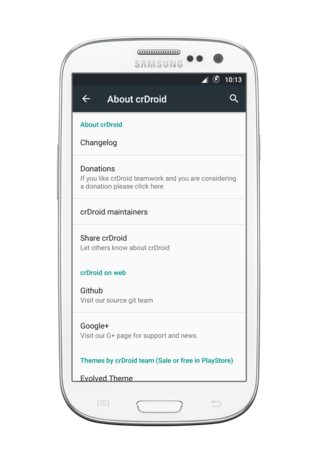 SAMSUNG
10:13
About crDroid
About crDroid
Changelog
Donations
If you like crDroid teamwork and you are considering
a donation please click here
crDroid maintainers
Share crDroid
Let others know about crDroid
crDroid on web
Github
Visit our source git team
Google+
Visit our G+ page for support and news
Themes by crDroid team (Sale or free in PlayStore)
Evolved Theme